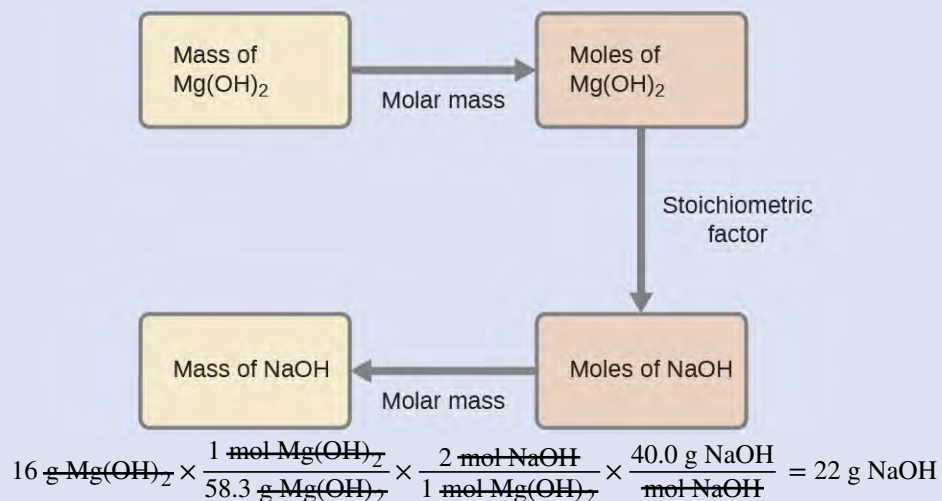 Mass of
Mg(OH)₂
Molar mass
Moles of
Mg(OH)₂
Stoichiometric
factor
Mass of NaOH
Molar mass
Moles of NaOH
16 g Mg(OH)₂ × 1 mol Mg(OH)₂ / 58.3 g Mg(OH)₂ × 2 mol NaOH / 1 mol Mg(OH)₂ × 40.0 g NaOH / mol NaOH = 22 g NaOH